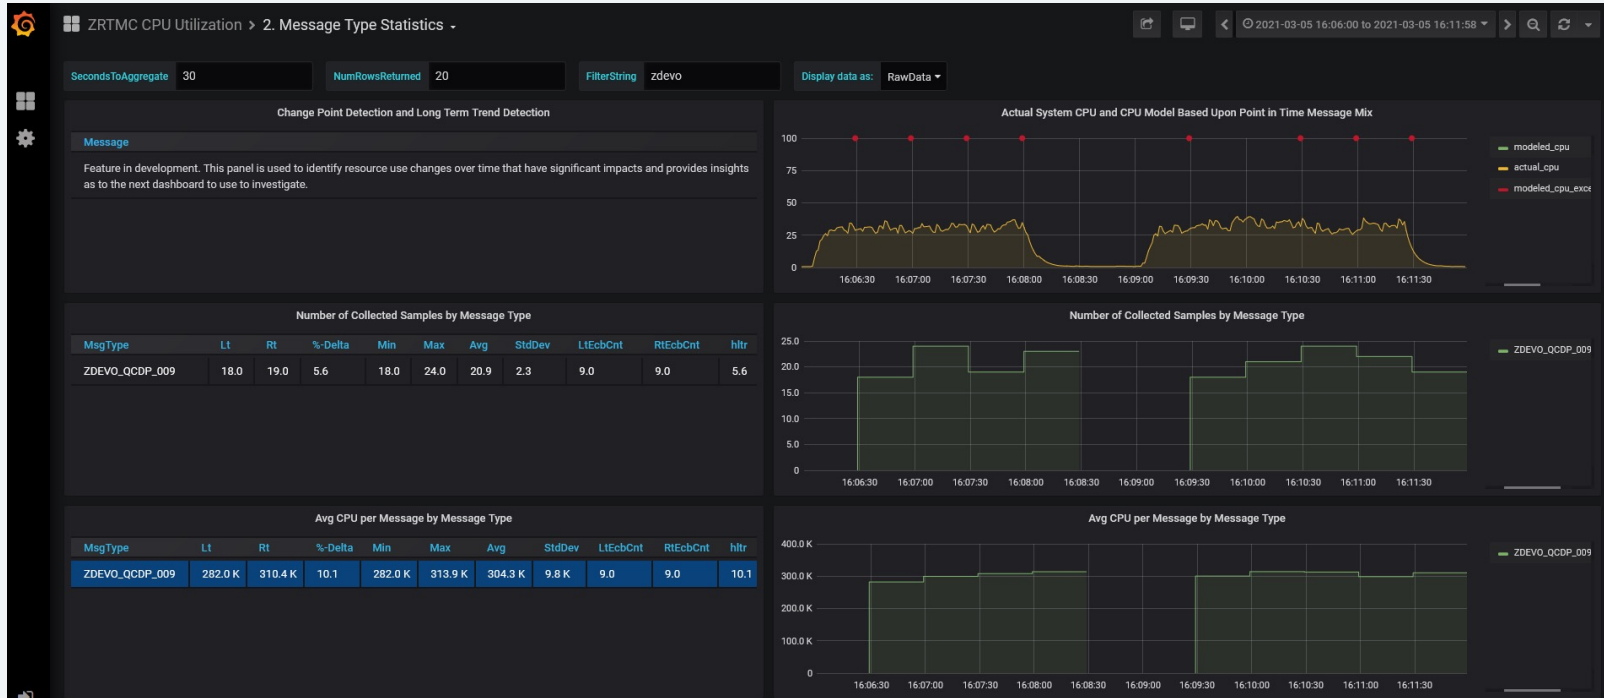 ZRTMC CPU Utilization > 2. Message Type Statistics
2021-03-05 16:06:00 to 2021-03-05 16:11:58
SecondsToAggregate 30 NumRowsReturned 20 FilterString zdevo Display data as: RawData
Change Point Detection and Long Term Trend Detection
Message
Feature in development. This panel is used to identify resource use changes over time that have significant impacts and provides insights
as to the next dashboard to use to investigate.
Actual System CPU and CPU Model Based Upon Point in Time Message Mix
100
75
50
25
0
16:06:30 16:07:00 16:07:30 16:08:00 16:08:30 16:09:00 16:09:30 16:10:00 16:10:30 16:11:00 16:11:30
modeled_cpu
actual_cpu
modeled_cpu_exce
Number of Collected Samples by Message Type
MsgType Lt Rt %-Delta Min Max Avg StdDev LtEcbCnt RtEcbCnt hltr
ZDEVO_QCDP_009 18.0 19.0 5.6 18.0 24.0 20.9 2.3 9.0 9.0 5.6
Number of Collected Samples by Message Type
25.0
20.0
15.0
10.0
5.0
0
16:06:30 16:07:00 16:07:30 16:08:00 16:08:30 16:09:00 16:09:30 16:10:00 16:10:30 16:11:00 16:11:30
ZDEVO_QCDP_009
Avg CPU per Message by Message Type
MsgType Lt Rt %-Delta Min Max Avg StdDev LtEcbCnt RtEcbCnt hltr
ZDEVO_QCDP_009 282.0 K 310.4 K 10.1 282.0 K 313.9 K 304.3 K 9.8 K 9.0 9.0 10.1
Avg CPU per Message by Message Type
400.0 K
300.0 K
200.0 K
100.0 K
0
16:06:30 16:07:00 16:07:30 16:08:00 16:08:30 16:09:00 16:09:30 16:10:00 16:10:30 16:11:00 16:11:30
ZDEVO_QCDP_009